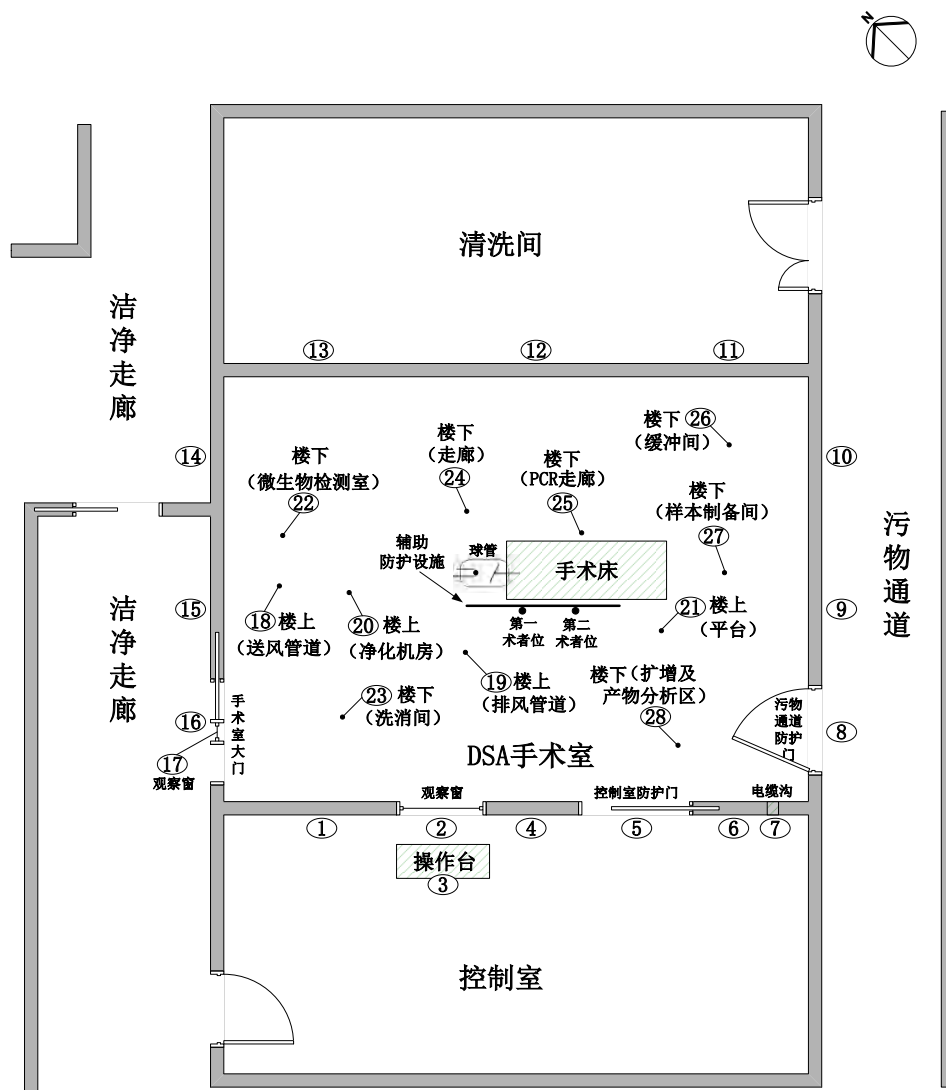 N
清洗间
洁净走廊
⑬
⑫
⑪
⑭
⑩
楼下㉖
（缓冲间）
楼下
（走廊）
㉔
楼下
（微生物检测室）
㉒
楼下
（PCR走廊）
㉕
楼下
（样本制备间）
㉗
污物通道
辅助
防护设施
球管
手术床
洁净走廊
⑮
⑱楼上
（送风管道）
⑳楼上
（净化机房）
第一
术者位
第二
术者位
㉑楼上
（平台）
⑨
⑲楼上
（排风管道）
楼下（扩增及
产物分析区）
㉘
㉓楼下
（洗消间）
手术室大门
⑯
⑰
观察窗
污物
通道
防护
门
⑧
DSA手术室
观察窗
控制室防护门
电缆沟
①
②
④
⑤
⑥
⑦
操作台
③
控制室